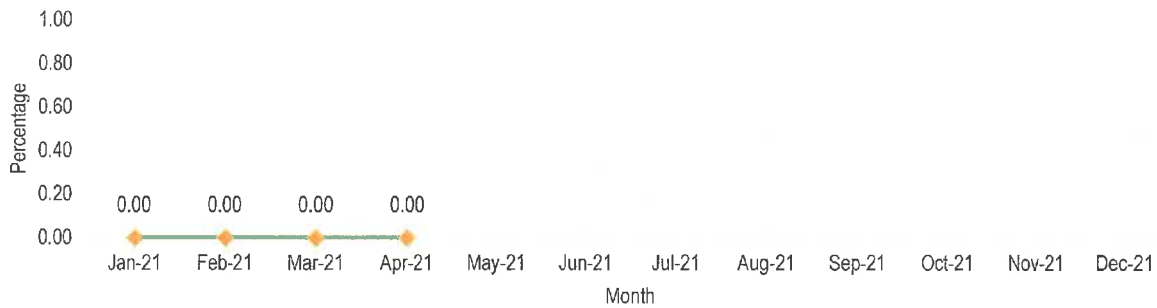 1.00
0.80
Percentage
0.60
0.40
0.20
0.00 0.00 0.00 0.00
0.00
Jan-21 Feb-21 Mar-21 Apr-21 May-21 Jun-21 Jul-21 Aug-21 Sep-21 Oct-21 Nov-21 Dec-21
Month